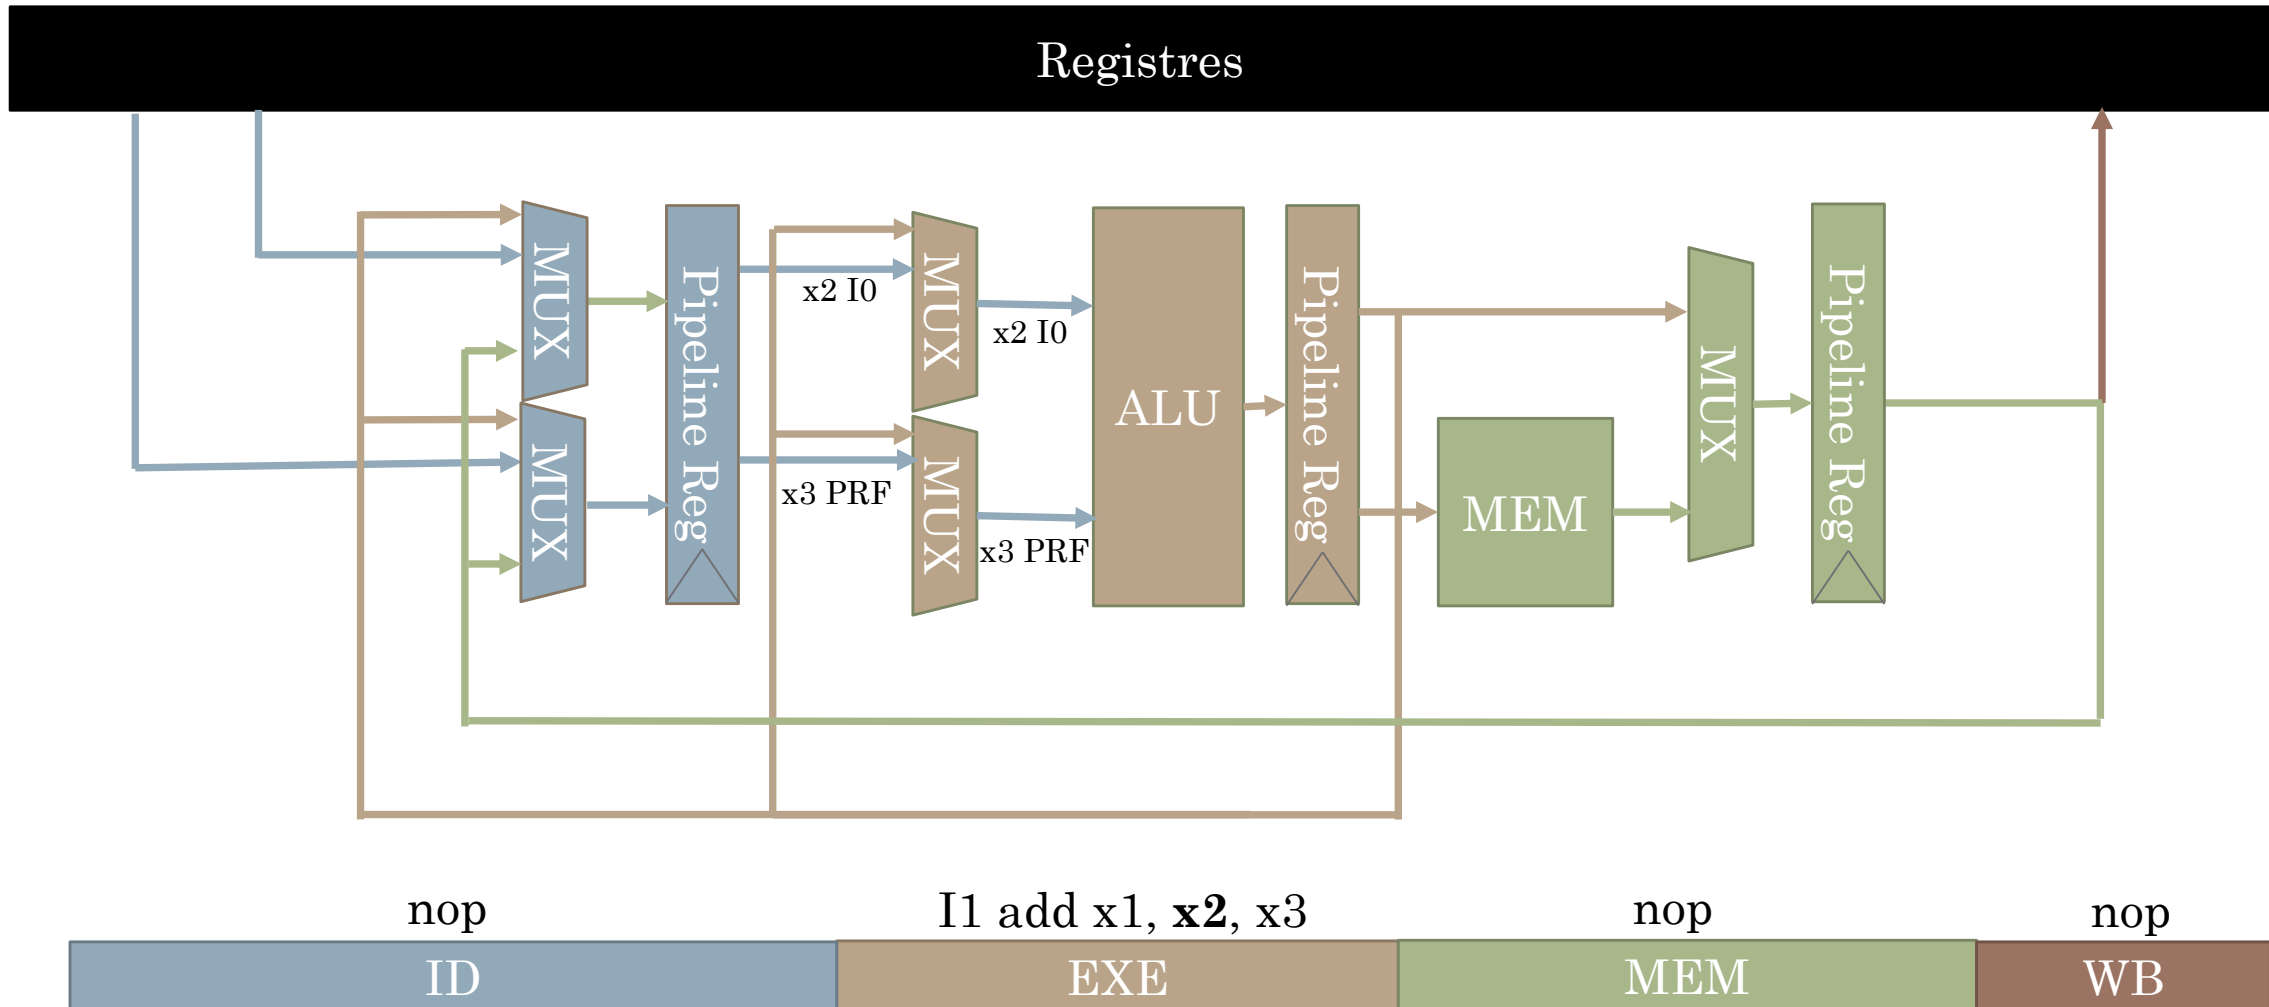 Registres
MUX
MUX
Pipeline Reg
x2 I0
x3 PRF
MUX
MUX
x2 I0
x3 PRF
ALU
Pipeline Reg
MEM
MUX
Pipeline Reg
nop
I1 add x1, x2, x3
nop
nop
ID
EXE
MEM
WB